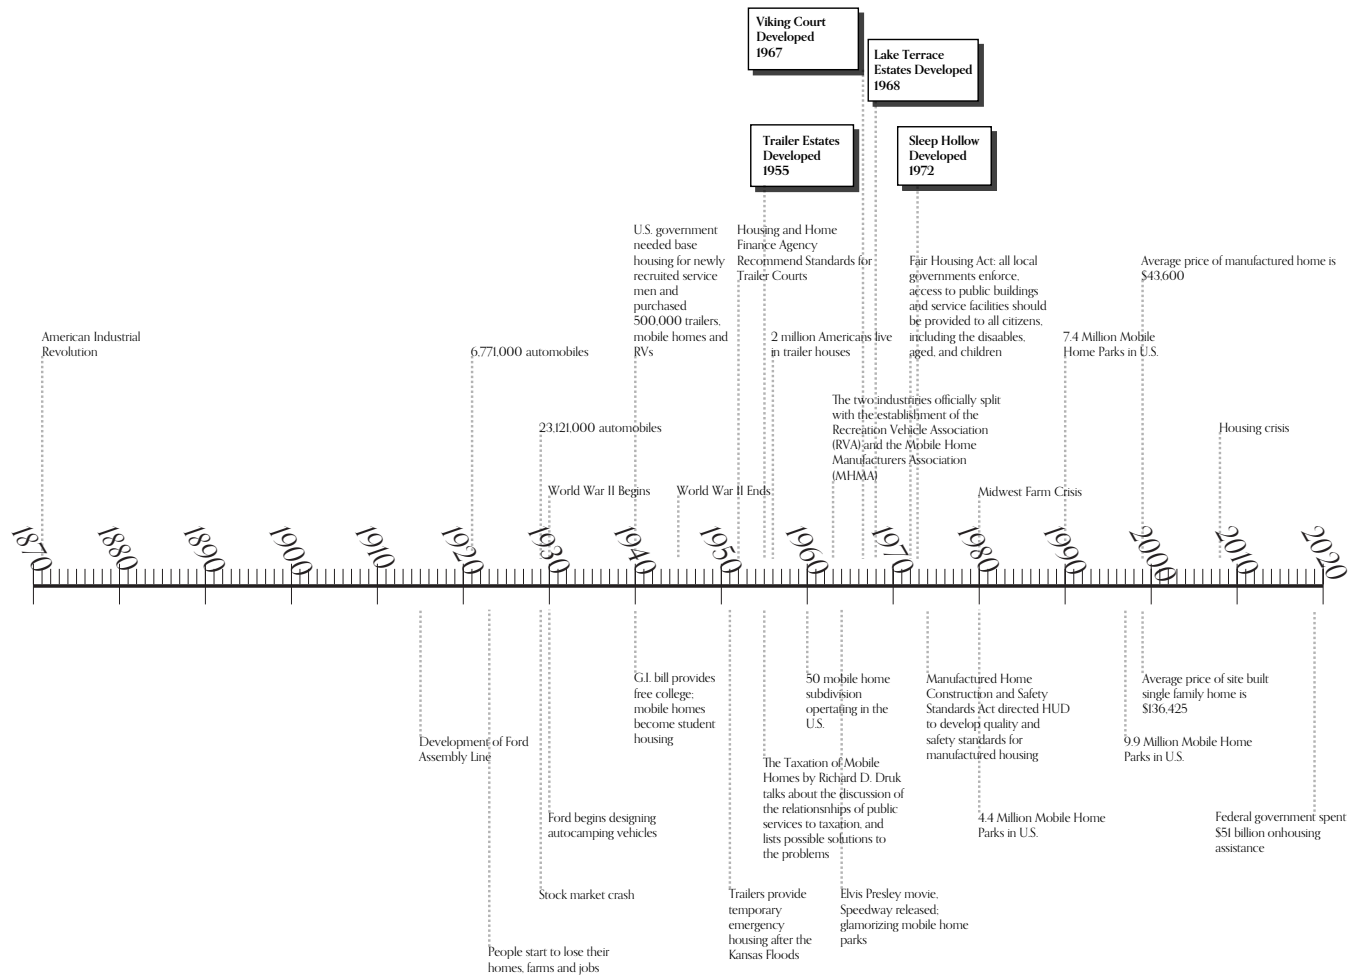 Viking Court
Developed
1967
Lake Terrace
Estates Developed
1968
Trailer Estates
Developed
1955
Sleep Hollow
Developed
1972
U.S. government
needed base
housing for newly
recruited service
men and
purchased
500,000 trailers,
mobile homes and
RVs
Housing and Home
Finance Agency
Recommend Standards for
Trailer Courts
Fair Housing Act: all local
governments enforce,
access to public buildings
and service facilities should
be provided to all citizens,
including the disaables,
aged, and children
Average price of manufactured home is
$43,600
American Industrial
Revolution
6,771,000 automobiles
2 million Americans live
in trailer houses
7.4 Million Mobile
Home Parks in U.S.
The two industries officially split
with the establishment of the
Recreation Vehicle Association
(RVA) and the Mobile Home
Manufacturers Association
(MHMA)
23,121,000 automobiles
Housing crisis
World War II Begins
World War II Ends
Midwest Farm Crisis
1870
1880
1890
1900
1910
1920
1930
1940
1950
1960
1970
1980
1990
2000
2010
2020
G.I. bill provides
free college;
mobile homes
become student
housing
50 mobile home
subdivision
opertating in the
U.S.
Manufactured Home
Construction and Safety
Standards Act directed HUD
to develop quality and
safety standards for
manufactured housing
Average price of site built
single family home is
$136,425
Development of Ford
Assembly Line
9.9 Million Mobile Home
Parks in U.S.
The Taxation of Mobile
Homes by Richard D. Druk
talks about the discussion of
the relationsnhips of public
services to taxation, and
lists possible solutions to
the problems
Ford begins designing
autocamping vehicles
4.4 Million Mobile Home
Parks in U.S.
Federal government spent
$51 billion onhousing
assistance
Stock market crash
Trailers provide
temporary
emergency
housing after the
Kansas Floods
Elvis Presley movie,
Speedway released;
glamorizing mobile home
parks
People start to lose their
homes, farms and jobs